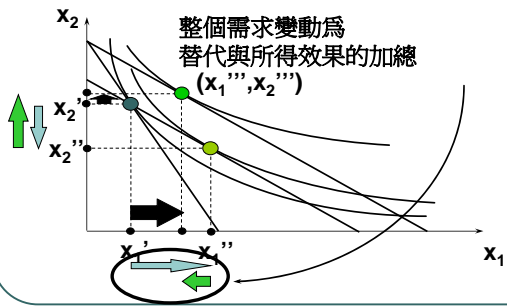 x₂
整個需求變動爲
替代與所得效果的加總
(x₁''',x₂''')
x₂'
x₂''
x₁'
x₁''
x₁